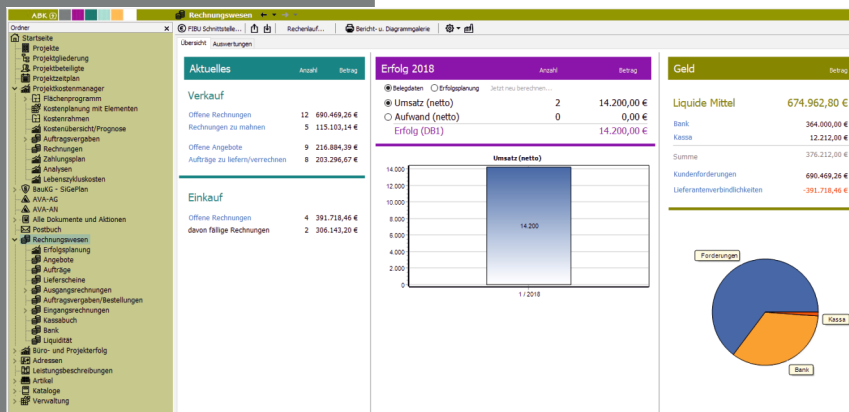 ABK
Rechnungswesen
Ordner
x
FIBU Schnittstelle...
Rechenlauf...
Bericht- u. Diagrammgalerie
Startseite
Projekte
Projektgliederung
Projektbeteiligte
Projektzeitplan
Projektkostenmanager
Flächenprogramm
Kostenplanung mit Elementen
Kostenrahmen
Kostenübersicht/Prognose
Auftragsvergaben
Rechnungen
Zahlungsplan
Analysen
Lebenszykluskosten
BauKG - SiGePlan
AVA-AG
AVA-AN
Alle Dokumente und Aktionen
Postbuch
Rechnungswesen
Erfolgsplanung
Angebote
Aufträge
Lieferscheine
Ausgangsrechnungen
Auftragsvergaben/Bestellungen
Eingangsrechnungen
Kassabuch
Bank
Liquidität
Büro- und Projekterfolg
Adressen
Leistungsbeschreibungen
Artikel
Kataloge
Verwaltung
Übersicht Auswertungen
Aktuelles Anzahl Betrag
Verkauf
Offene Rechnungen 12 690.469,26 €
Rechnungen zu mahnen 5 115.103,14 €
Offene Angebote 9 216.884,39 €
Aufträge zu liefern/verrechnen 8 203.296,67 €
Einkauf
Offene Rechnungen 4 391.718,46 €
davon fällige Rechnungen 2 306.143,20 €
Erfolg 2018 Anzahl Betrag
Belegdaten Erfolgsplanung Jetzt neu berechnen...
Umsatz (netto) 2 14.200,00 €
Aufwand (netto) 0 0,00 €
Erfolg (DB1) 14.200,00 €
Umsatz (netto)
14.000
12.000
10.000
8.000
6.000
4.000
2.000
0
14.200
1 / 2018
Geld Betrag
Liquide Mittel 674.962,80 €
Bank 364.000,00 €
Kassa 12.212,00 €
Summe 376.212,00 €
Kundenforderungen 690.469,26 €
Lieferantenverbindlichkeiten -391.718,46 €
Forderungen
Kassa
Bank